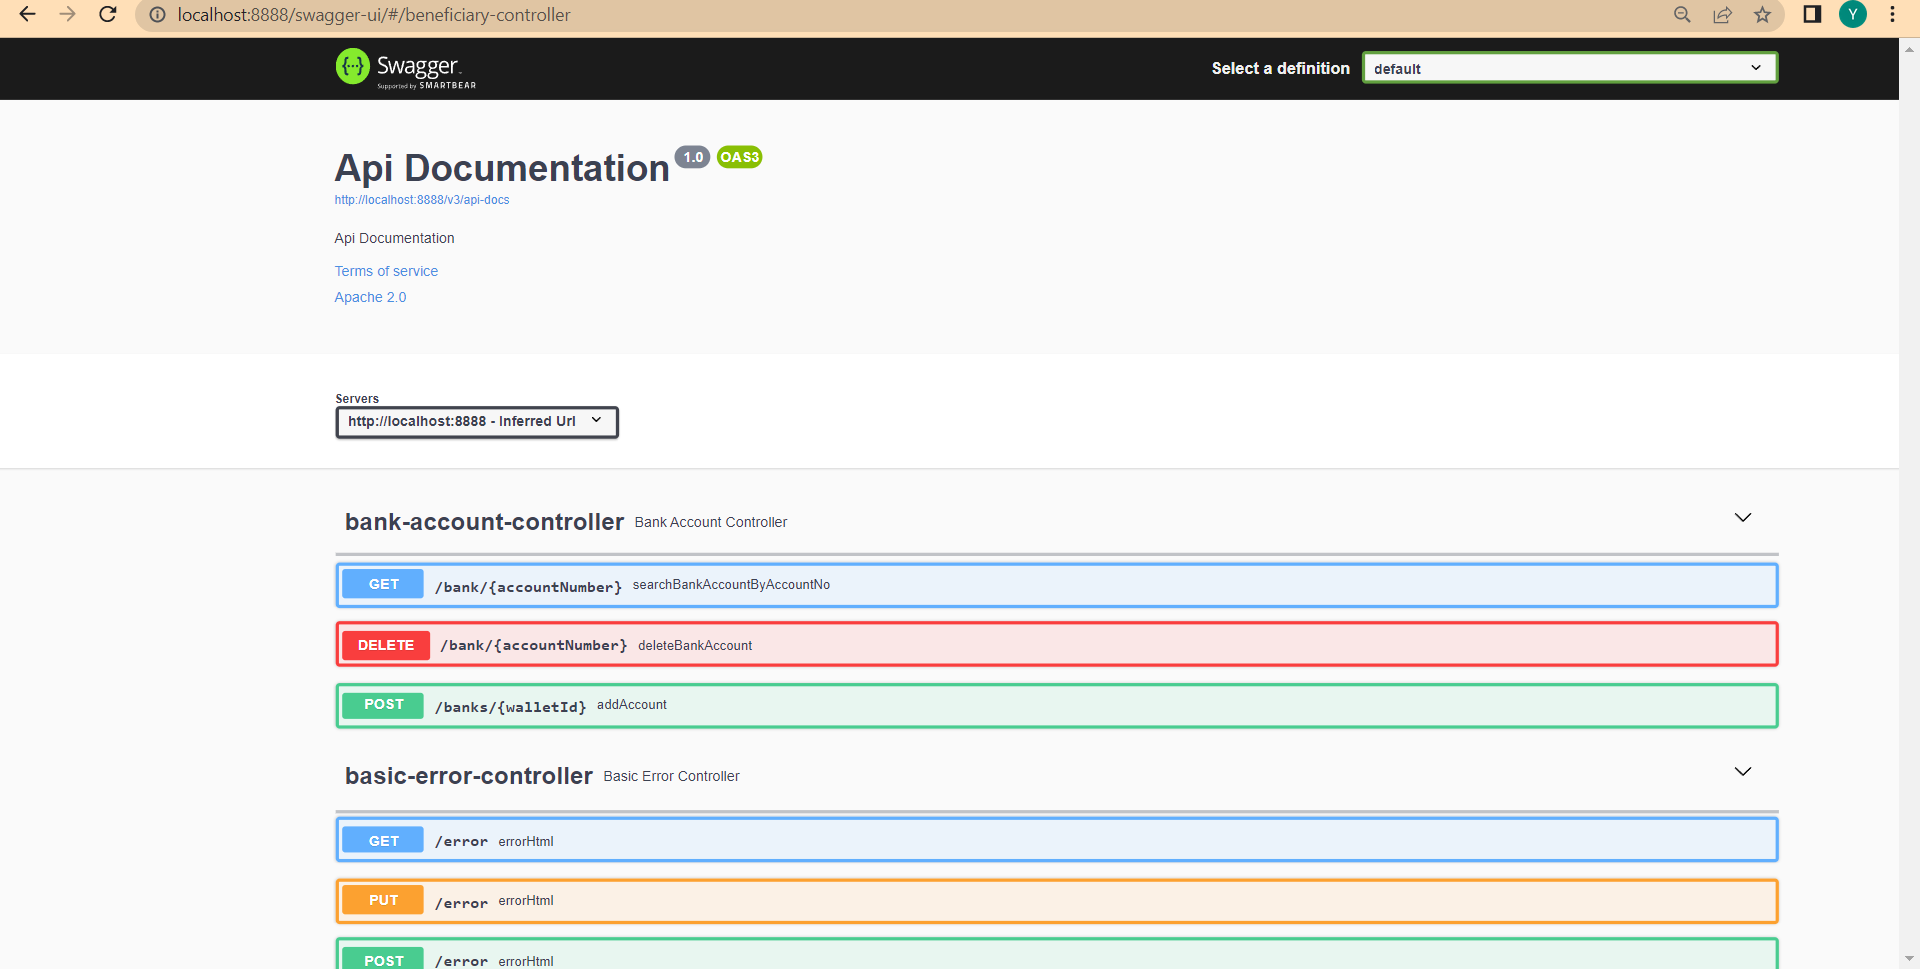 localhost:8888/swagger-ui/#/beneficiary-controller
Y
{···} Swagger
Supported by SMARTBEAR
Select a definition
default
Api Documentation 1.0 OAS3
http://localhost:8888/v3/api-docs
Api Documentation
Terms of service
Apache 2.0
Servers
http://localhost:8888 - Inferred Url
bank-account-controller Bank Account Controller
GET /bank/{accountNumber} searchBankAccountByAccountNo
DELETE /bank/{accountNumber} deleteBankAccount
POST /banks/{walletId} addAccount
basic-error-controller Basic Error Controller
GET /error errorHtml
PUT /error errorHtml
POST /error errorHtml